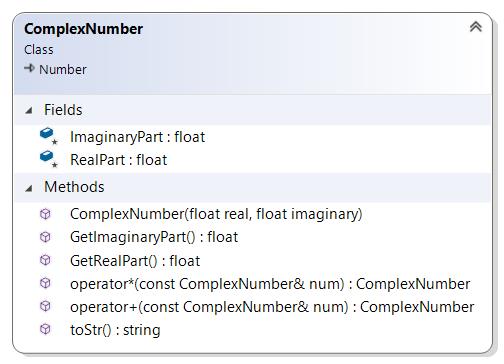 ComplexNumber
Class
Number
Fields
ImaginaryPart : float
RealPart : float
Methods
ComplexNumber(float real, float imaginary)
GetImaginaryPart() : float
GetRealPart() : float
operator*(const ComplexNumber& num) : ComplexNumber
operator+(const ComplexNumber& num) : ComplexNumber
toStr() : string